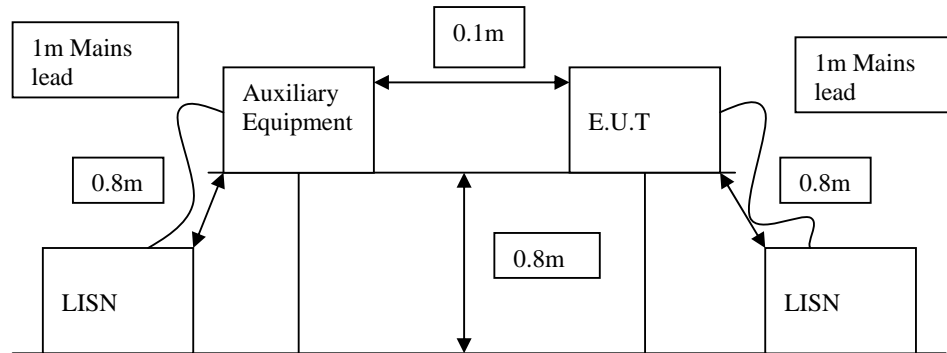 0.1m
1m Mains
lead
1m Mains
lead
Auxiliary
Equipment
E.U.T
0.8m
0.8m
0.8m
LISN
LISN